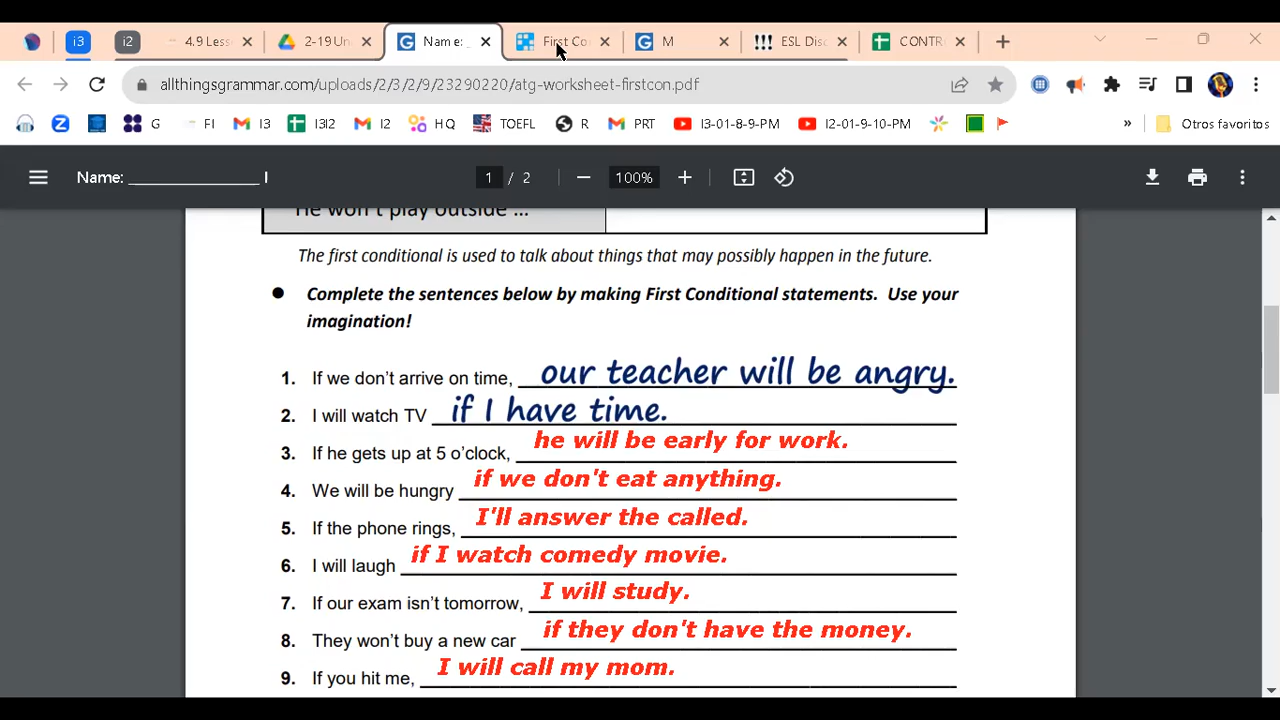 i3 i2 4.9 Less 2-19 Un Name: _ First Co M ESL Disc CONTR
allthingsgrammar.com/uploads/2/3/2/9/23290220/atg-worksheet-firstcon.pdf
G FI I3 I3I2 I2 HQ TOEFL R PRT I3-01-8-9-PM I2-01-9-10-PM » Otros favoritos
Name: ______________ I 1 / 2 100%
He won't play outside ...
The first conditional is used to talk about things that may possibly happen in the future.
Complete the sentences below by making First Conditional statements. Use your
imagination!
1. If we don't arrive on time, our teacher will be angry.
2. I will watch TV if I have time.
3. If he gets up at 5 o'clock, he will be early for work.
4. We will be hungry if we don't eat anything.
5. If the phone rings, I'll answer the called.
6. I will laugh if I watch comedy movie.
7. If our exam isn't tomorrow, I will study.
8. They won't buy a new car if they don't have the money.
9. If you hit me, I will call my mom.